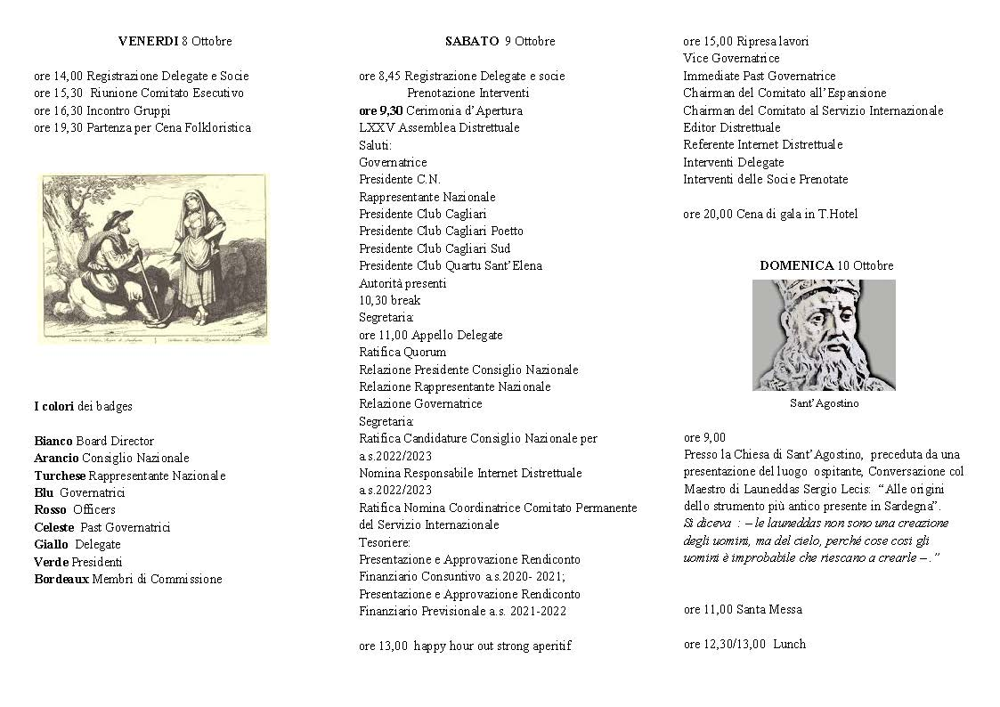 VENERDI 8 Ottobre
ore 14,00 Registrazione Delegate e Socie
ore 15,30 Riunione Comitato Esecutivo
ore 16,30 Incontro Gruppi
ore 19,30 Partenza per Cena Folkloristica
I colori dei badges
Bianco Board Director
Arancio Consiglio Nazionale
Turchese Rappresentante Nazionale
Blu Governatrici
Rosso Officers
Celeste Past Governatrici
Giallo Delegate
Verde Presidenti
Bordeaux Membri di Commissione
SABATO 9 Ottobre
ore 8,45 Registrazione Delegate e socie
Prenotazione Interventi
ore 9,30 Cerimonia d'Apertura
LXXV Assemblea Distrettuale
Saluti:
Governatrice
Presidente C.N.
Rappresentante Nazionale
Presidente Club Cagliari
Presidente Club Cagliari Poetto
Presidente Club Cagliari Sud
Presidente Club Quartu Sant'Elena
Autorità presenti
10,30 break
Segretaria:
ore 11,00 Appello Delegate
Ratifica Quorum
Relazione Presidente Consiglio Nazionale
Relazione Rappresentante Nazionale
Relazione Governatrice
Segretaria:
Ratifica Candidature Consiglio Nazionale per
a.s.2022/2023
Nomina Responsabile Internet Distrettuale
a.s.2022/2023
Ratifica Nomina Coordinatrice Comitato Permanente
del Servizio Internazionale
Tesoriere:
Presentazione e Approvazione Rendiconto
Finanziario Consuntivo a.s.2020- 2021;
Presentazione e Approvazione Rendiconto
Finanziario Previsionale a.s. 2021-2022
ore 13,00 happy hour out strong aperitif
ore 15,00 Ripresa lavori
Vice Governatrice
Immediate Past Governatrice
Chairman del Comitato all'Espansione
Chairman del Comitato al Servizio Internazionale
Editor Distrettuale
Referente Internet Distrettuale
Interventi Delegate
Interventi delle Socie Prenotate
ore 20,00 Cena di gala in T.Hotel
DOMENICA 10 Ottobre
Sant'Agostino
ore 9,00
Presso la Chiesa di Sant'Agostino, preceduta da una
presentazione del luogo ospitante, Conversazione col
Maestro di Launeddas Sergio Lecis: “Alle origini
dello strumento più antico presente in Sardegna”.
Si diceva : – le launeddas non sono una creazione
degli uomini, ma del cielo, perché cose così gli
uomini è improbabile che riescano a crearle – .”
ore 11,00 Santa Messa
ore 12,30/13,00 Lunch